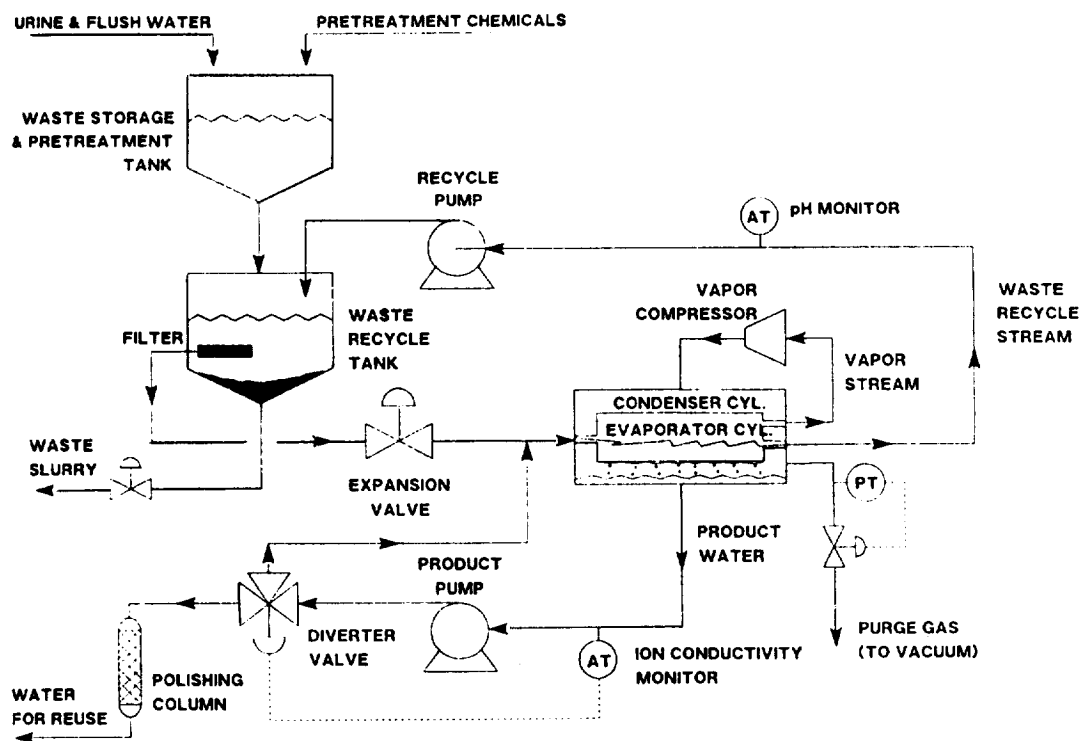 URINE & FLUSH WATER
PRETREATMENT CHEMICALS
WASTE STORAGE
& PRETREATMENT
TANK
RECYCLE
PUMP
AT
pH MONITOR
VAPOR
COMPRESSOR
WASTE
RECYCLE
STREAM
FILTER
WASTE
RECYCLE
TANK
VAPOR
STREAM
CONDENSER CYL.
EVAPORATOR CYL.
WASTE
SLURRY
EXPANSION
VALVE
PT
PRODUCT
WATER
PRODUCT
PUMP
DIVERTER
VALVE
AT
ION CONDUCTIVITY
MONITOR
PURGE GAS
(TO VACUUM)
POLISHING
COLUMN
WATER
FOR REUSE